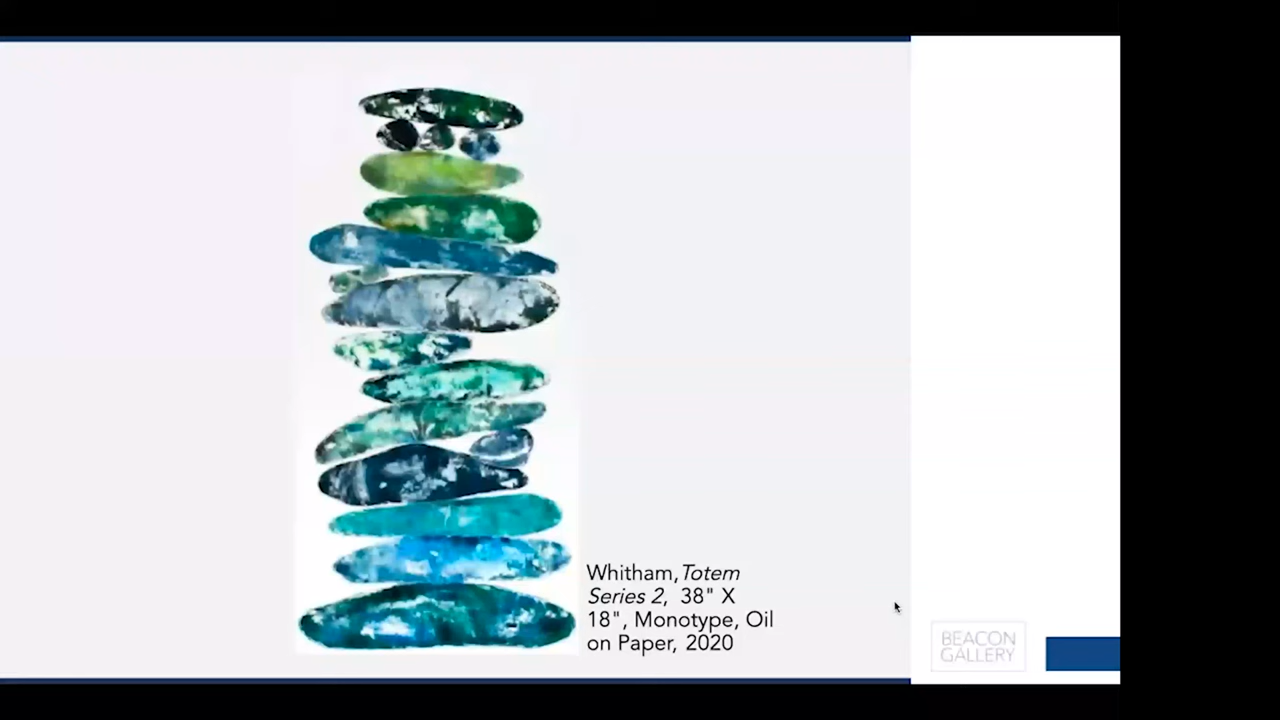 Whitham, Totem
Series 2, 38" X
18", Monotype, Oil
on Paper, 2020
BEACON
GALLERY